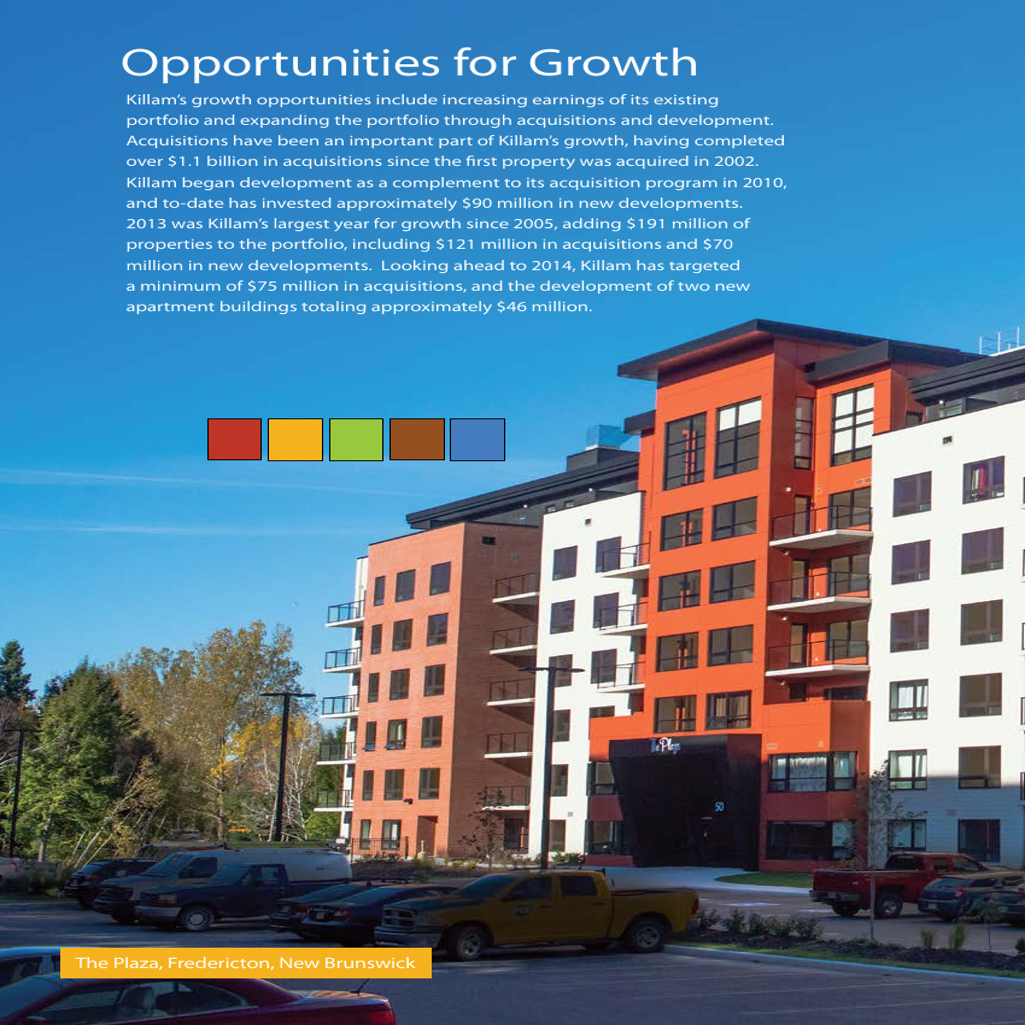 Opportunities for Growth
Killam’s growth opportunities include increasing earnings of its existing
portfolio and expanding the portfolio through acquisitions and development.
Acquisitions have been an important part of Killam’s growth, having completed
over $1.1 billion in acquisitions since the first property was acquired in 2002.
Killam began development as a complement to its acquisition program in 2010,
and to-date has invested approximately $90 million in new developments.
2013 was Killam’s largest year for growth since 2005, adding $191 million of
properties to the portfolio, including $121 million in acquisitions and $70
million in new developments.  Looking ahead to 2014, Killam has targeted
a minimum of $75 million in acquisitions, and the development of two new
apartment buildings totaling approximately $46 million.
The Plaza
50
The Plaza, Fredericton, New Brunswick